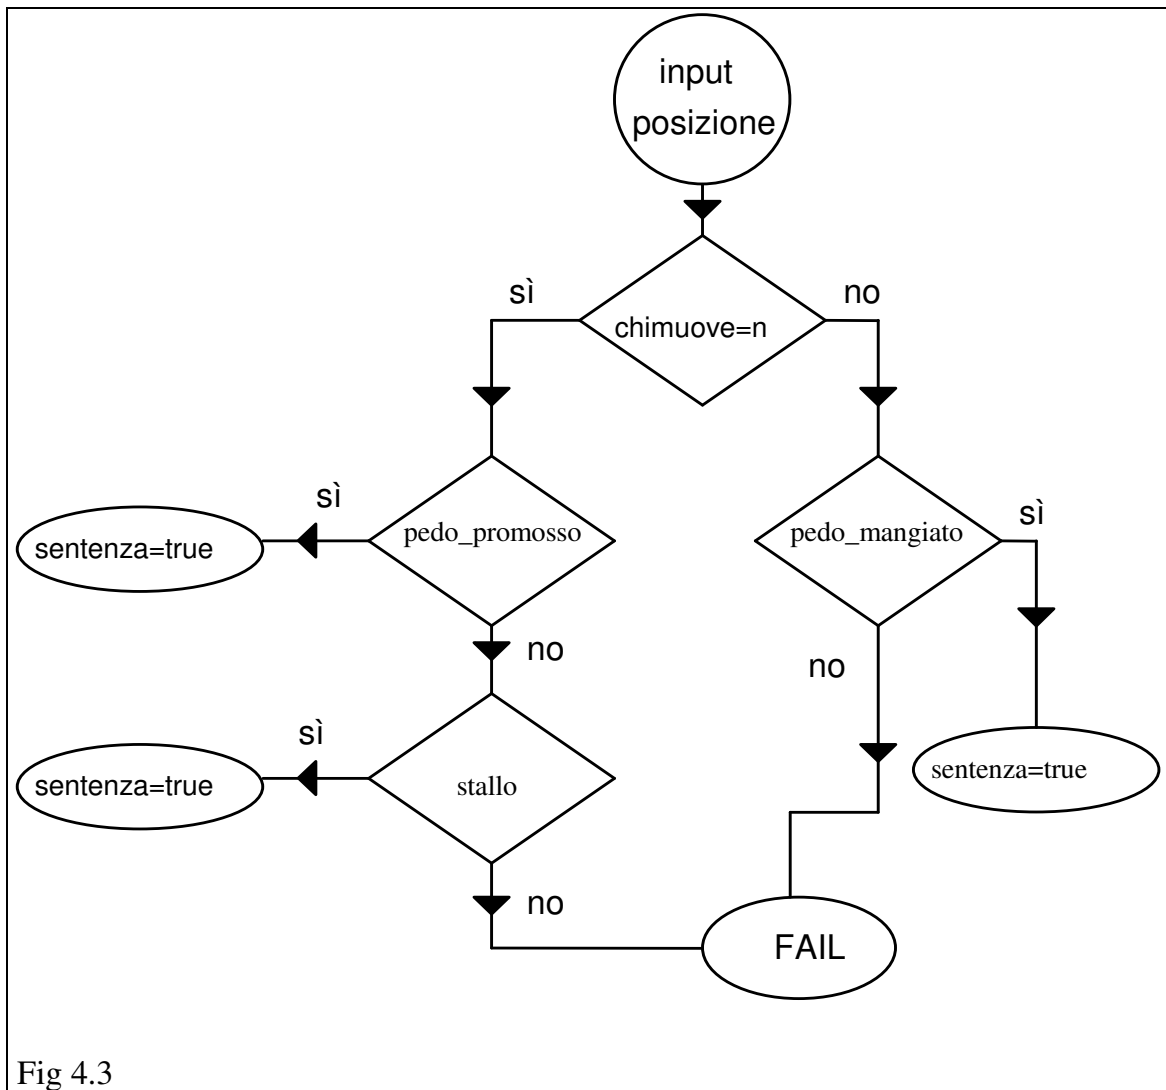 input
posizione
sì
no
chimuove=n
sì
pedo_promosso
pedo_mangiato
sì
sentenza=true
no
no
sì
sentenza=true
stallo
sentenza=true
no
FAIL
Fig 4.3